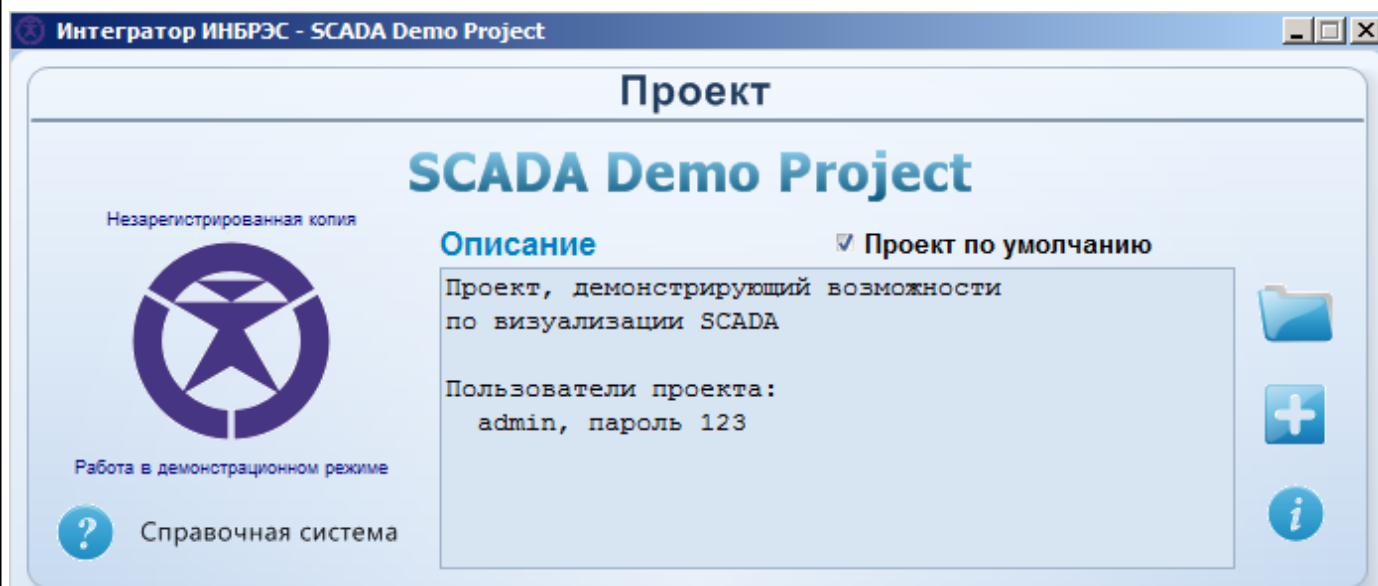 Интегратор ИНБРЭС - SCADA Demo Project
Проект
SCADA Demo Project
Незарегистрированная копия
Описание
Проект по умолчанию
Проект, демонстрирующий возможности
по визуализации SCADA
Пользователи проекта:
admin, пароль 123
Работа в демонстрационном режиме
Справочная система